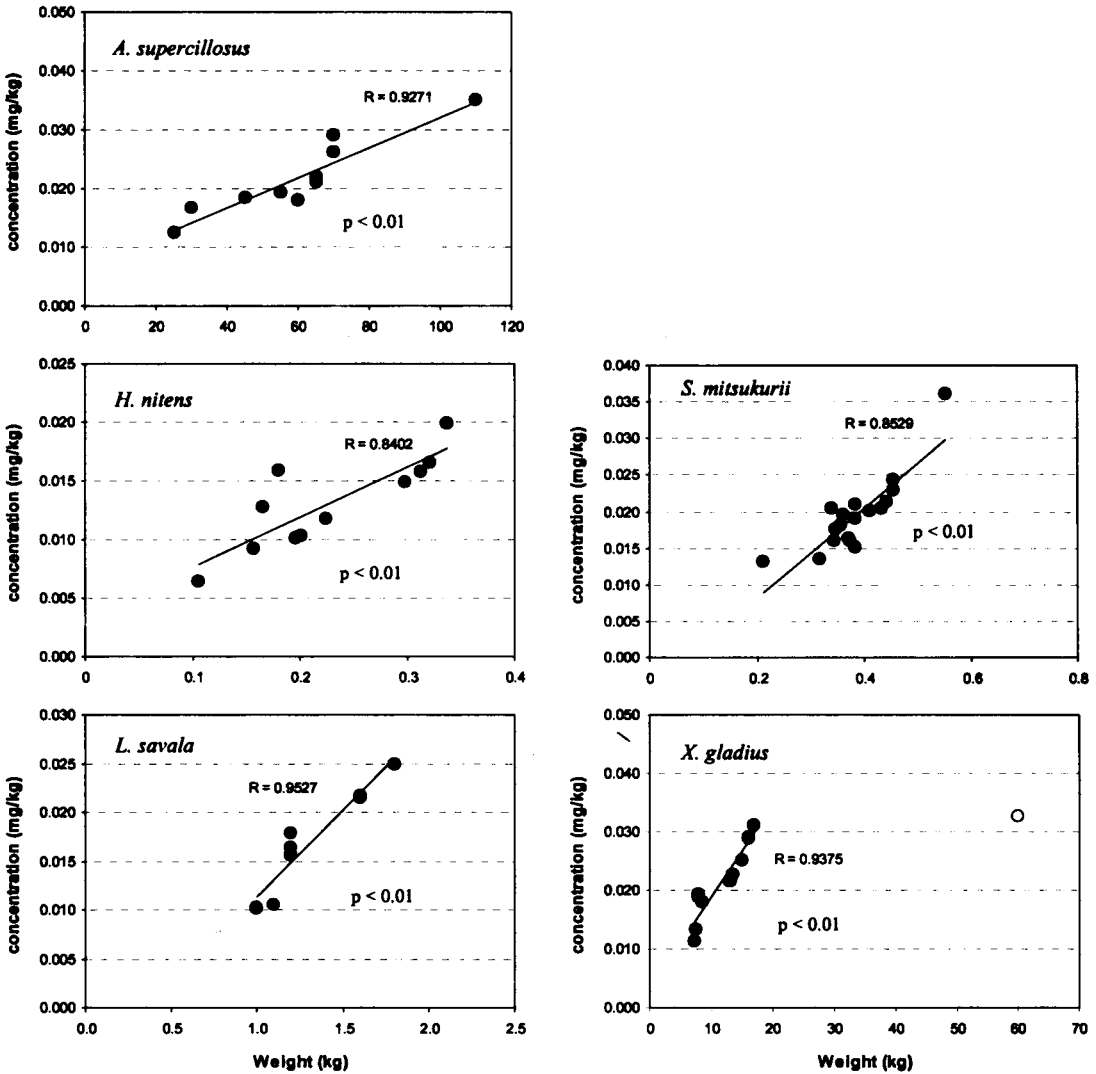 A. supercillosus
R = 0.9271
p < 0.01
concentration (mg/kg)
0.050
0.040
0.030
0.020
0.010
0.000
0 20 40 60 80 100 120
H. nitens
R = 0.8402
p < 0.01
concentration (mg/kg)
0.025
0.020
0.015
0.010
0.005
0.000
0 0.1 0.2 0.3 0.4
S. mitsukurii
R = 0.8529
p < 0.01
concentration (mg/kg)
0.040
0.035
0.030
0.025
0.020
0.015
0.010
0.005
0.000
0 0.2 0.4 0.6 0.8
L. savala
R = 0.9527
p < 0.01
concentration (mg/kg)
0.030
0.025
0.020
0.015
0.010
0.005
0.000
0.0 0.5 1.0 1.5 2.0 2.5
Weight (kg)
X. gladius
R = 0.9375
p < 0.01
concentration (mg/kg)
0.050
0.040
0.030
0.020
0.010
0.000
0 10 20 30 40 50 60 70
Weight (kg)